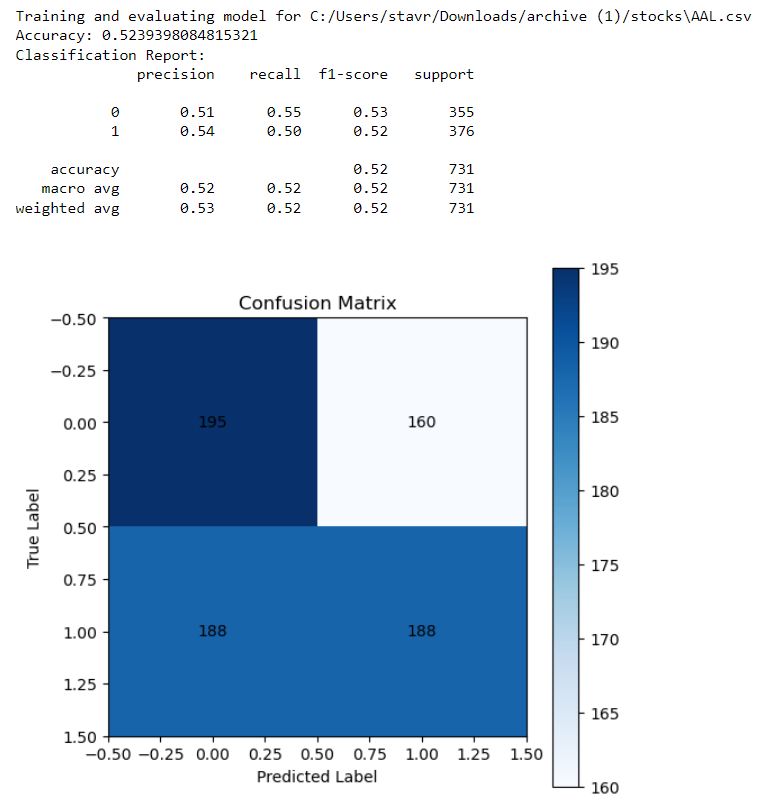 Training and evaluating model for C:/Users/stavr/Downloads/archive (1)/stocks\AAL.csv
Accuracy: 0.5239398084815321
Classification Report:
precision recall f1-score support
0 0.51 0.55 0.53 355
1 0.54 0.50 0.52 376
accuracy 0.52 731
macro avg 0.52 0.52 0.52 731
weighted avg 0.53 0.52 0.52 731
Confusion Matrix
−0.50
−0.25
0.00
0.25
0.50
0.75
1.00
1.25
1.50
True Label
195 160
188 188
−0.50 −0.25 0.00 0.25 0.50 0.75 1.00 1.25 1.50
Predicted Label
195
190
185
180
175
170
165
160